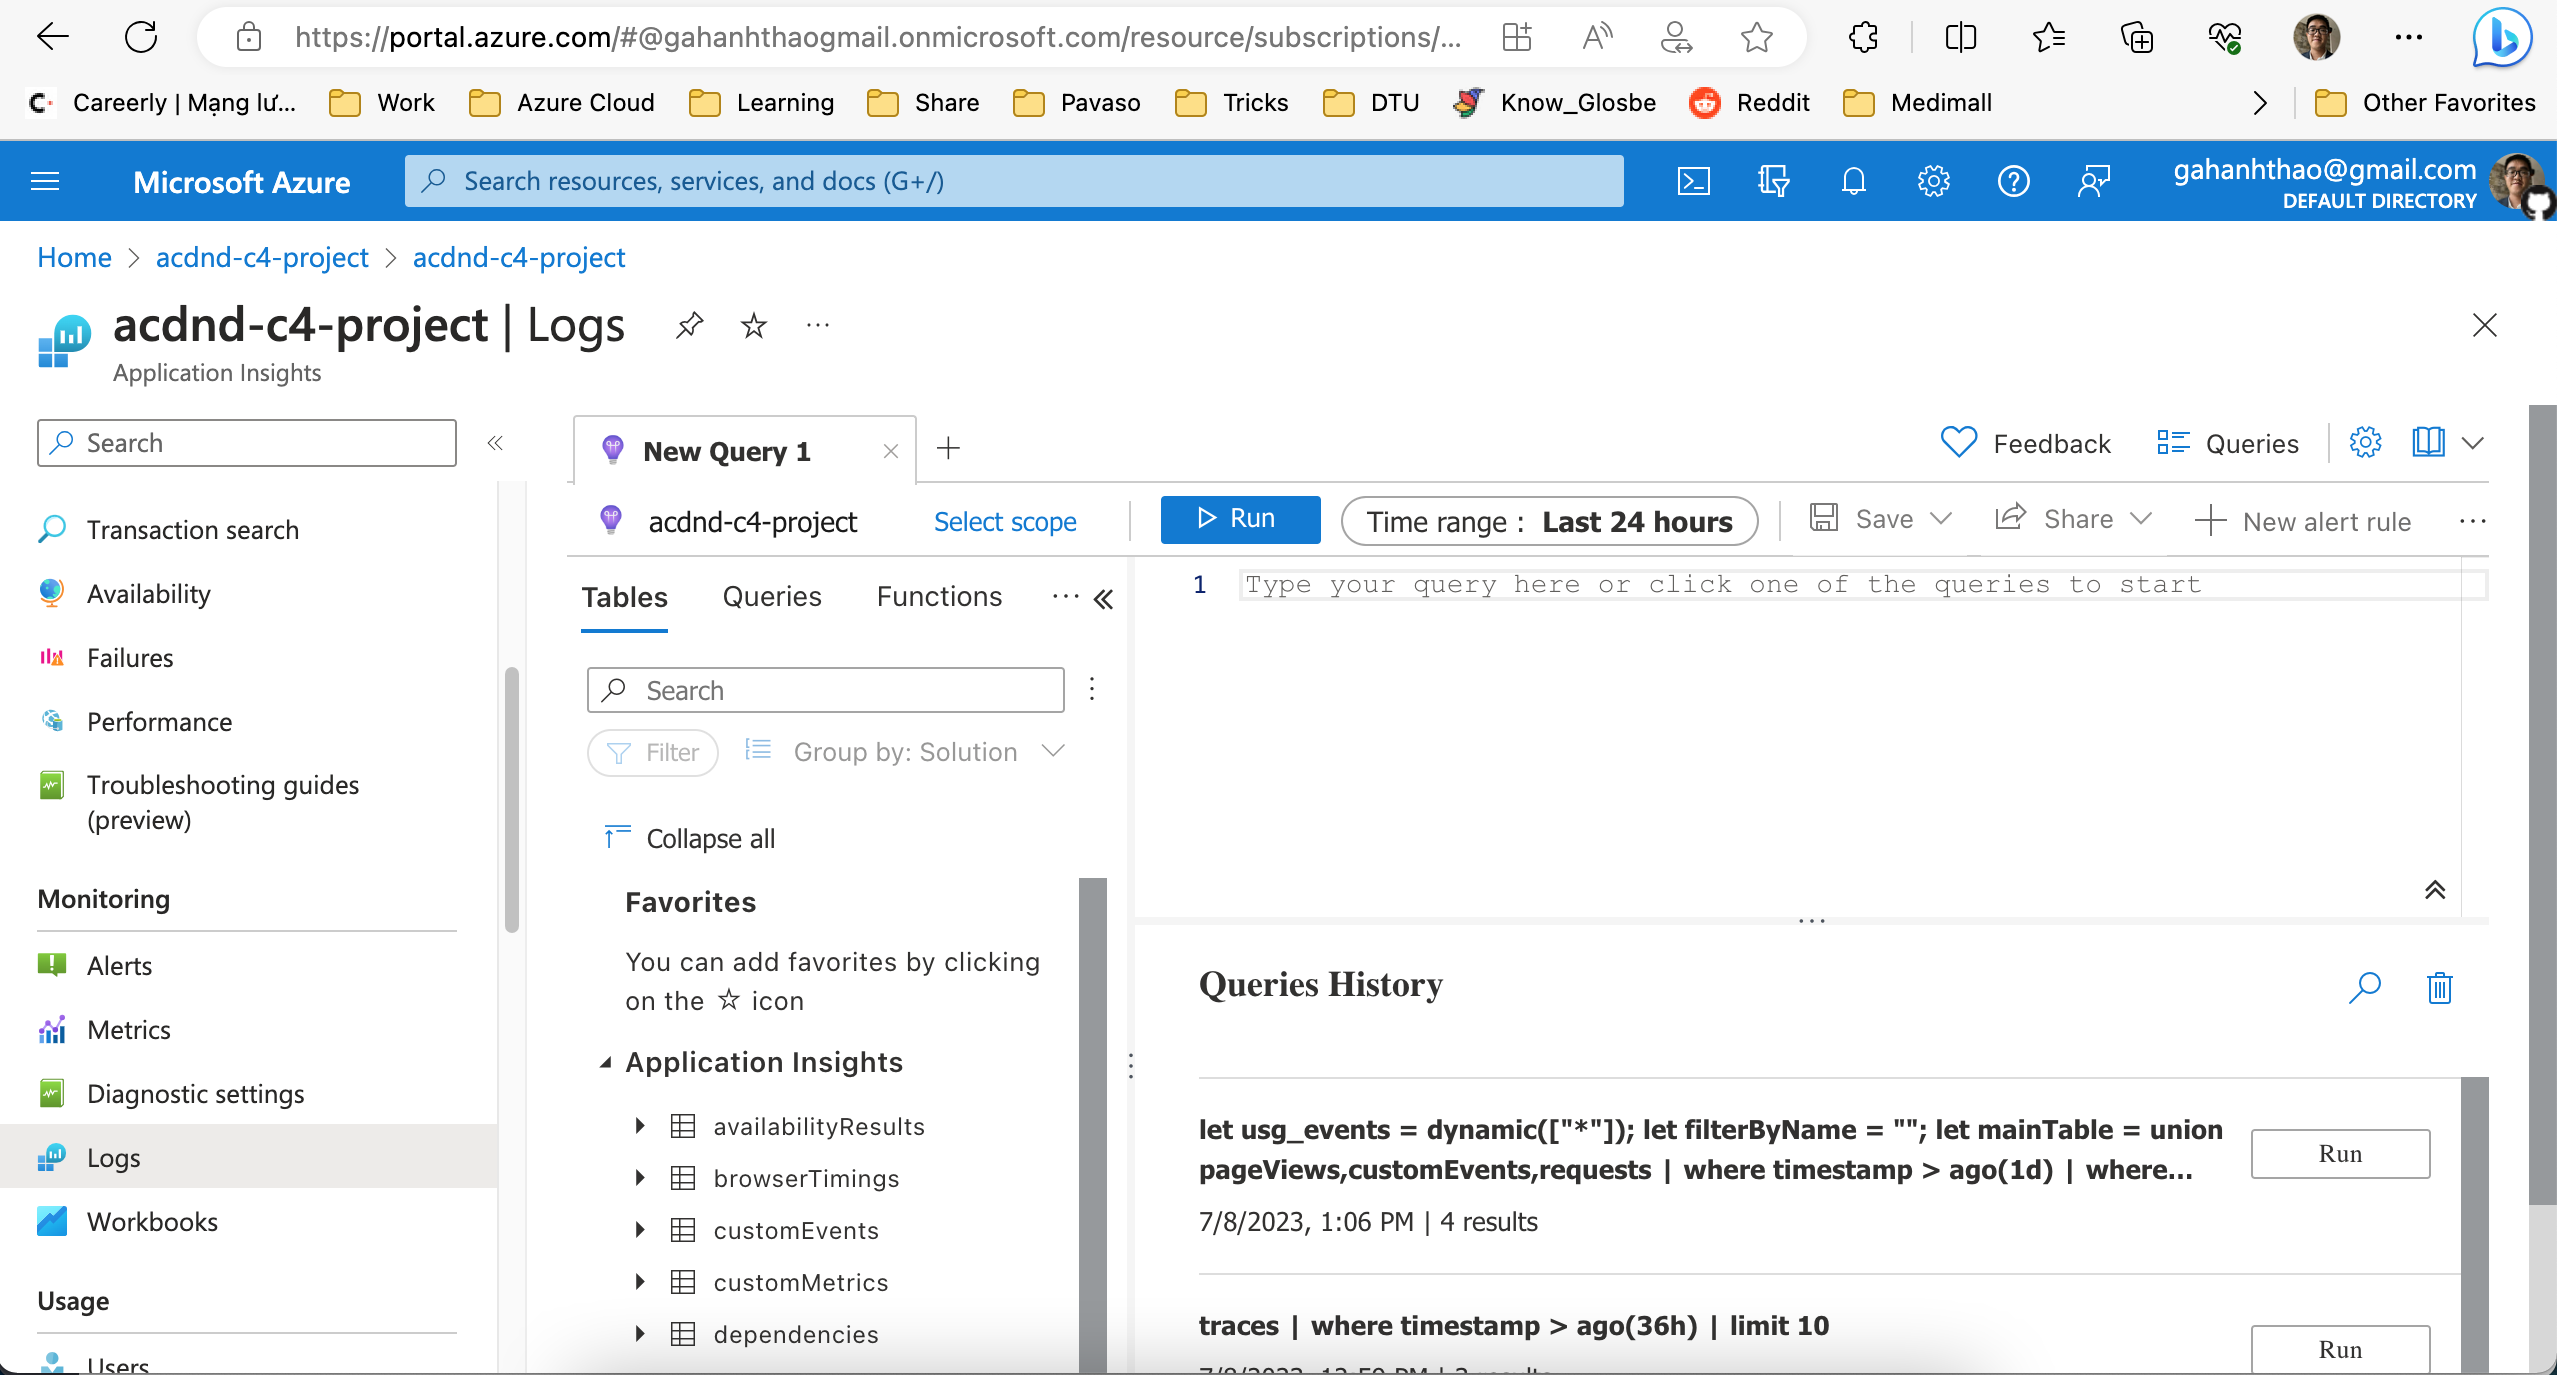 https://portal.azure.com/#@gahanhthaogmail.onmicrosoft.com/resource/subscriptions/...
Careerly | Mạng lư...
Work
Azure Cloud
Learning
Share
Pavaso
Tricks
DTU
Know_Glosbe
Reddit
Medimall
Other Favorites
Microsoft Azure
Search resources, services, and docs (G+/)
gahanhthao@gmail.com
DEFAULT DIRECTORY
Home > acdnd-c4-project > acdnd-c4-project
acdnd-c4-project | Logs
Application Insights
Search
Transaction search
Availability
Failures
Performance
Troubleshooting guides
(preview)
Monitoring
Alerts
Metrics
Diagnostic settings
Logs
Workbooks
Usage
Users
New Query 1
Feedback
Queries
acdnd-c4-project
Select scope
Run
Time range : Last 24 hours
Save
Share
New alert rule
Tables
Queries
Functions
Search
Filter
Group by: Solution
Collapse all
Favorites
You can add favorites by clicking
on the ☆ icon
Application Insights
availabilityResults
browserTimings
customEvents
customMetrics
dependencies
1
Type your query here or click one of the queries to start
Queries History
let usg_events = dynamic(["*"]); let filterByName = ""; let mainTable = union
pageViews,customEvents,requests | where timestamp > ago(1d) | where...
Run
7/8/2023, 1:06 PM | 4 results
traces | where timestamp > ago(36h) | limit 10
Run